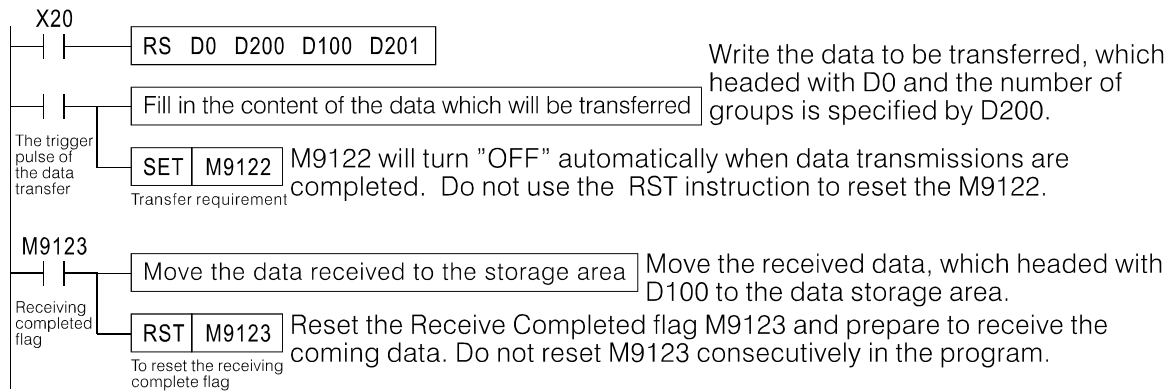 X20
RS D0 D200 D100 D201
Write the data to be transferred, which
headed with D0 and the number of
groups is specified by D200.
Fill in the content of the data which will be transferred
The trigger
pulse of
the data
transfer
SET M9122
Transfer requirement
M9122 will turn "OFF" automatically when data transmissions are
completed. Do not use the RST instruction to reset the M9122.
M9123
Move the data received to the storage area
Move the received data, which headed with
D100 to the data storage area.
Receiving
completed
flag
RST M9123
To reset the receiving
complete flag
Reset the Receive Completed flag M9123 and prepare to receive the
coming data. Do not reset M9123 consecutively in the program.